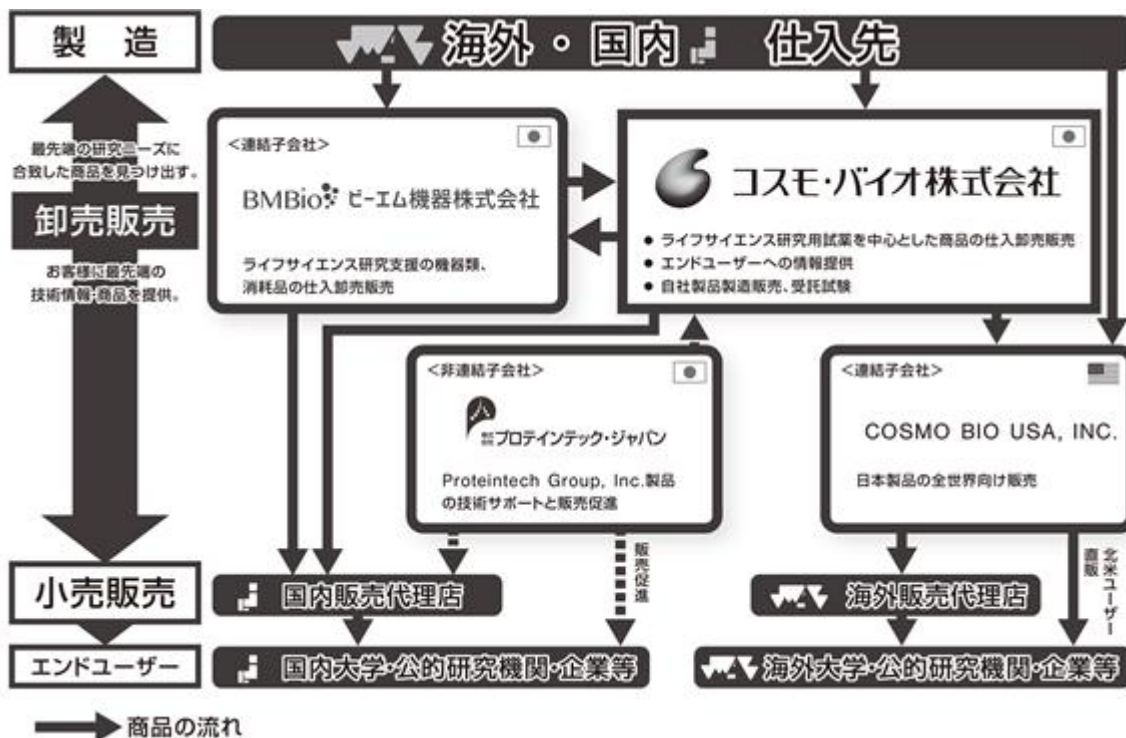 製 造
海外・国内 仕入先
最先端の研究ニーズに
合致した商品を見つけ出す。
卸売販売
お客様に最先端の
技術情報・商品を提供。
<連結子会社>
BMBio ビーエム機器株式会社
ライフサイエンス研究支援の機器類、
消耗品の仕入卸売販売
コスモ・バイオ株式会社
● ライフサイエンス研究用試薬を中心とした商品の仕入卸売販売
● エンドユーザーへの情報提供
● 自社製品製造販売、受託試験
<非連結子会社>
株式会社プロテインテック・ジャパン
Proteintech Group, Inc.製品
の技術サポートと販売促進
<連結子会社>
COSMO BIO USA, INC.
日本製品の全世界向け販売
販売促進
北米ユーザー
直販
小売販売
国内販売代理店
海外販売代理店
エンドユーザー
国内大学・公的研究機関・企業等
海外大学・公的研究機関・企業等
商品の流れ